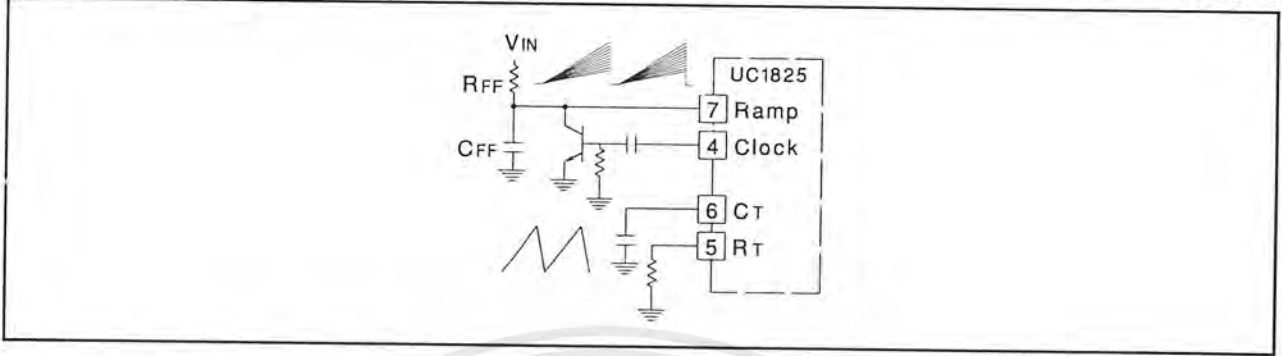 VIN
RFF
CFF
UC1825
7 Ramp
4 Clock
6 CT
5 RT